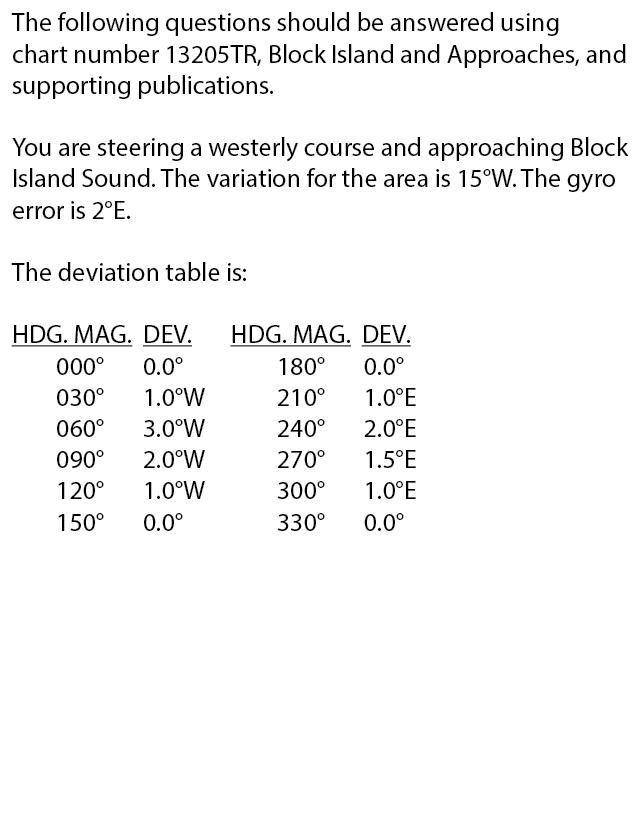 The following questions should be answered using
chart number 13205TR, Block Island and Approaches, and
supporting publications.
You are steering a westerly course and approaching Block
Island Sound. The variation for the area is 15°W. The gyro
error is 2°E.
The deviation table is:
HDG. MAG. DEV. HDG. MAG. DEV.
000° 0.0° 180° 0.0°
030° 1.0°W 210° 1.0°E
060° 3.0°W 240° 2.0°E
090° 2.0°W 270° 1.5°E
120° 1.0°W 300° 1.0°E
150° 0.0° 330° 0.0°